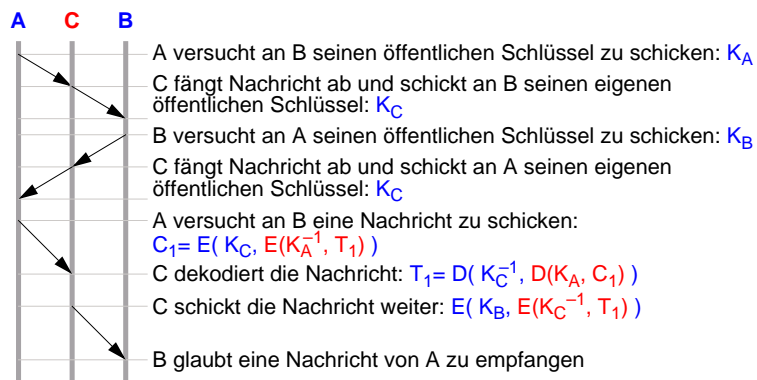 A C B
A versucht an B seinen öffentlichen Schlüssel zu schicken: K_A
C fängt Nachricht ab und schickt an B seinen eigenen
öffentlichen Schlüssel: K_C
B versucht an A seinen öffentlichen Schlüssel zu schicken: K_B
C fängt Nachricht ab und schickt an A seinen eigenen
öffentlichen Schlüssel: K_C
A versucht an B eine Nachricht zu schicken:
C_1= E( K_C, E(K_A^−1, T_1) )
C dekodiert die Nachricht: T_1= D( K_C^−1, D(K_A, C_1) )
C schickt die Nachricht weiter: E( K_B, E(K_C^−1, T_1) )
B glaubt eine Nachricht von A zu empfangen